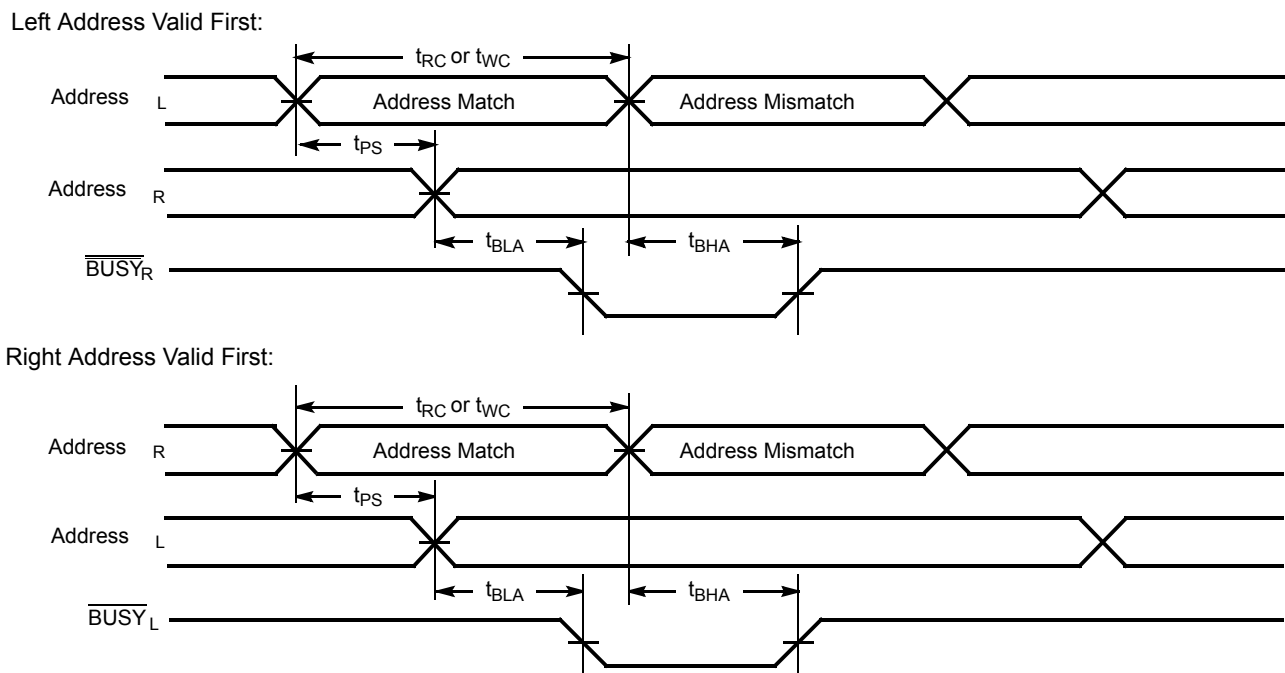 Left Address Valid First:
tRC or tWC
Address L
Address Match
Address Mismatch
tPS
Address R
tBLA
tBHA
BUSYR
Right Address Valid First:
tRC or tWC
Address R
Address Match
Address Mismatch
tPS
Address L
tBLA
tBHA
BUSYL